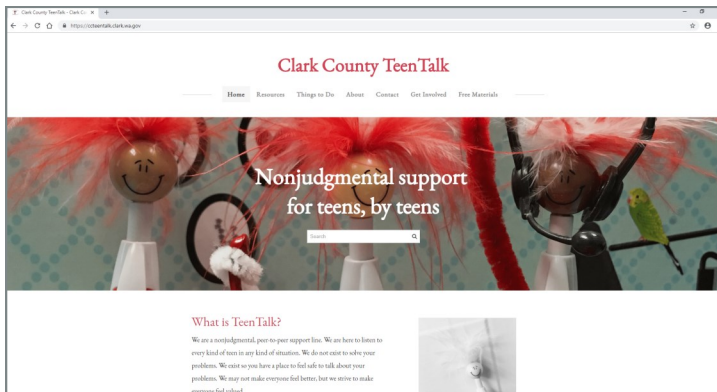 Clark County TeenTalk - Clark Co
https://ccteentalk.clark.wa.gov
Clark County TeenTalk
Home Resources Things to Do About Contact Get Involved Free Materials
Nonjudgmental support
for teens, by teens
Search
What is TeenTalk?
We are a nonjudgmental, peer-to-peer support line. We are here to listen to
every kind of teen in any kind of situation. We do not exist to solve your
problems. We exist so you have a place to feel safe to talk about your
problems. We may not make everyone feel better, but we strive to make
everyone feel valued.